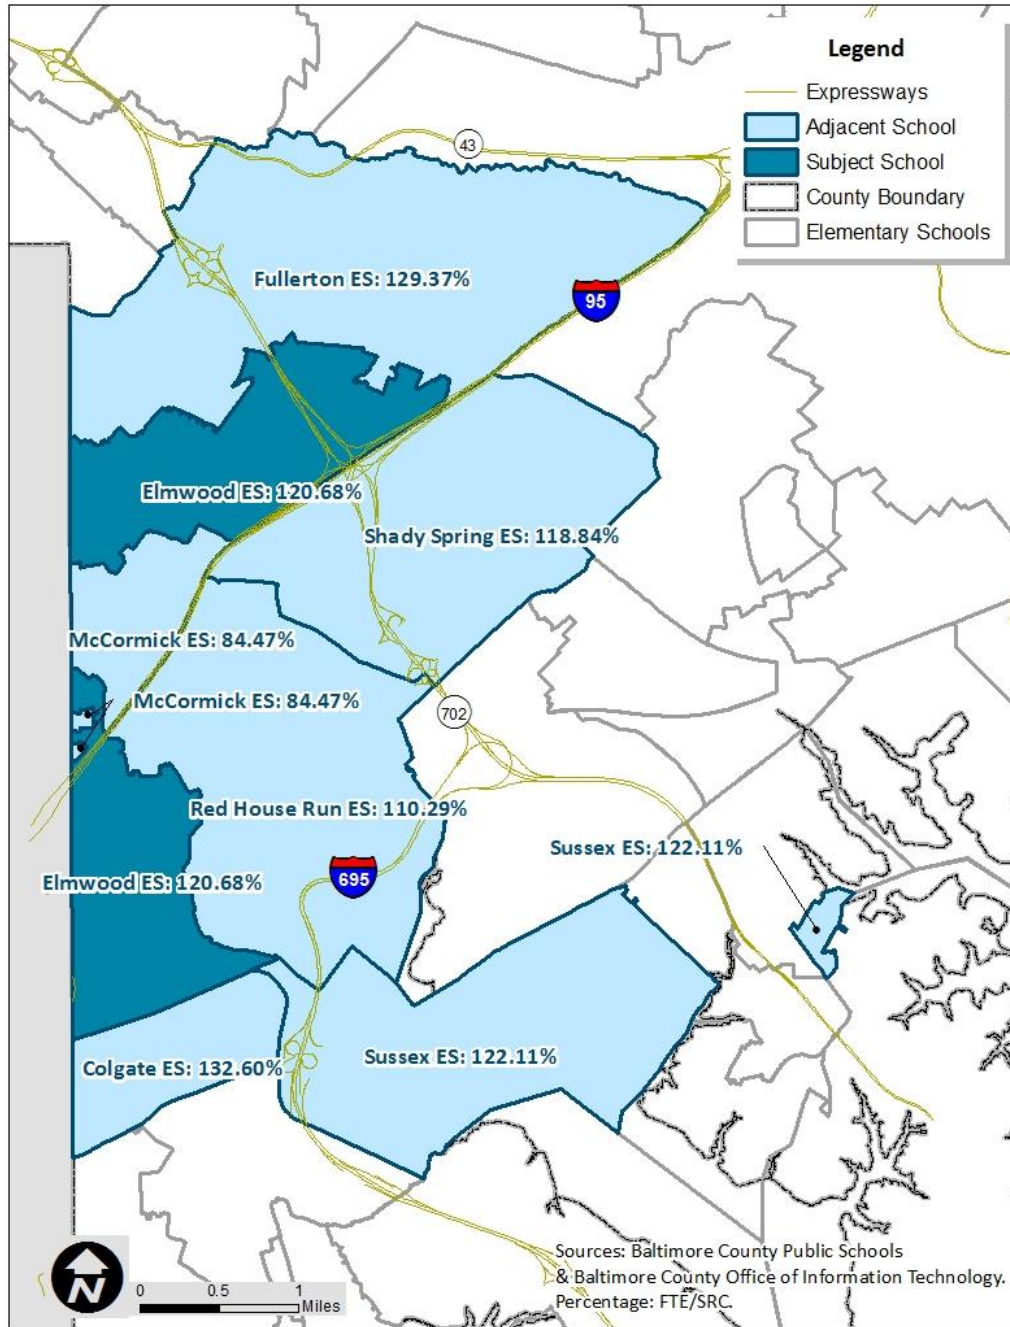 Legend
Expressways
Adjacent School
Subject School
County Boundary
Elementary Schools
43
Fullerton ES: 129.37%
95
Elmwood ES: 120.68%
Shady Spring ES: 118.84%
McCormick ES: 84.47%
McCormick ES: 84.47%
702
Red House Run ES: 110.29%
Sussex ES: 122.11%
695
Elmwood ES: 120.68%
Colgate ES: 132.60%
Sussex ES: 122.11%
N
0 0.5 1
Miles
Sources: Baltimore County Public Schools
& Baltimore County Office of Information Technology.
Percentage: FTE/SRC.